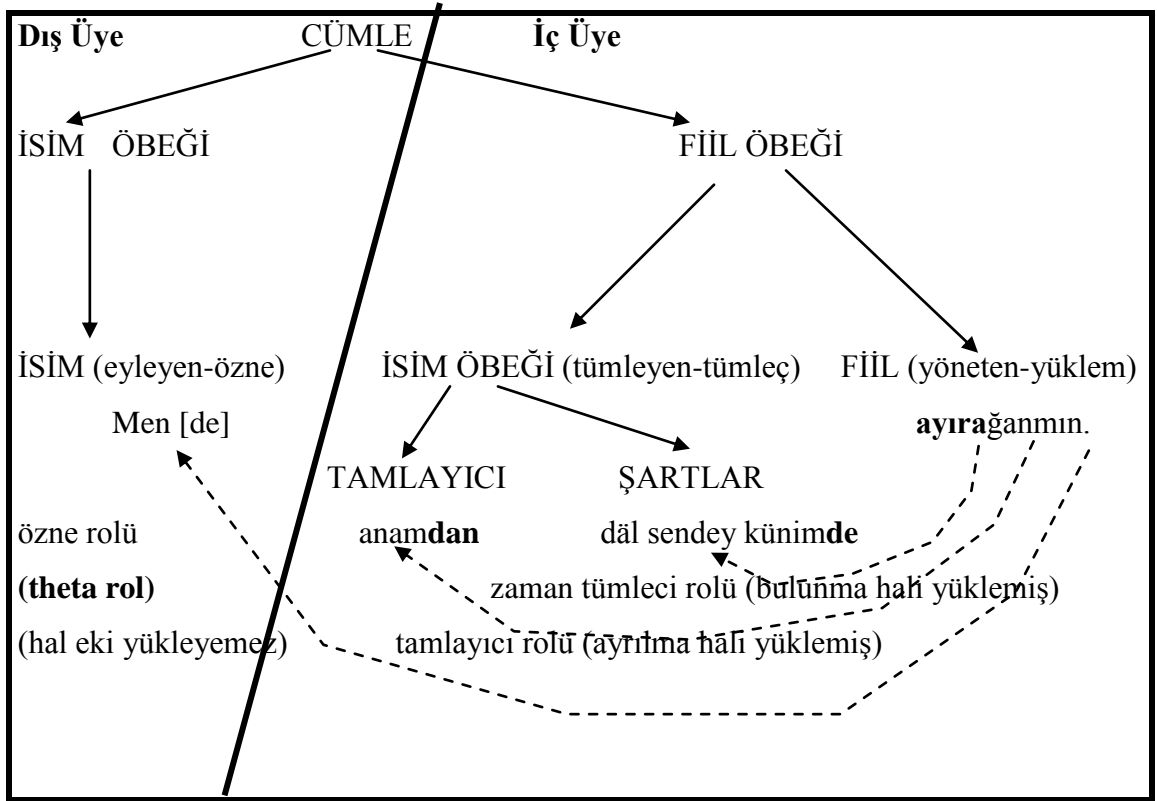 Dış Üye CÜMLE İç Üye
İSİM ÖBEĞİ FİİL ÖBEĞİ
İSİM (eyleyen-özne) İSİM ÖBEĞİ (tümleyen-tümleç) FİİL (yöneten-yüklem)
Men [de] ayırağanmın.
TAMLAYICI ŞARTLAR
özne rolü anamdan däl sendey künimde
(theta rol) zaman tümleci rolü (bulunma hali yüklemiş)
(hal eki yükleyemez) tamlayıcı rolü (ayrılma hali yüklemiş)